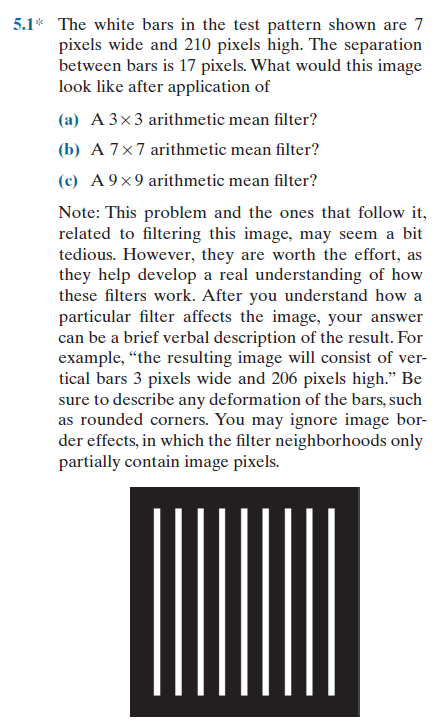 5.1* The white bars in the test pattern shown are 7
pixels wide and 210 pixels high. The separation
between bars is 17 pixels. What would this image
look like after application of
(a) A 3×3 arithmetic mean filter?
(b) A 7×7 arithmetic mean filter?
(c) A 9×9 arithmetic mean filter?
Note: This problem and the ones that follow it,
related to filtering this image, may seem a bit
tedious. However, they are worth the effort, as
they help develop a real understanding of how
these filters work. After you understand how a
particular filter affects the image, your answer
can be a brief verbal description of the result. For
example, “the resulting image will consist of ver-
tical bars 3 pixels wide and 206 pixels high.” Be
sure to describe any deformation of the bars, such
as rounded corners. You may ignore image bor-
der effects, in which the filter neighborhoods only
partially contain image pixels.